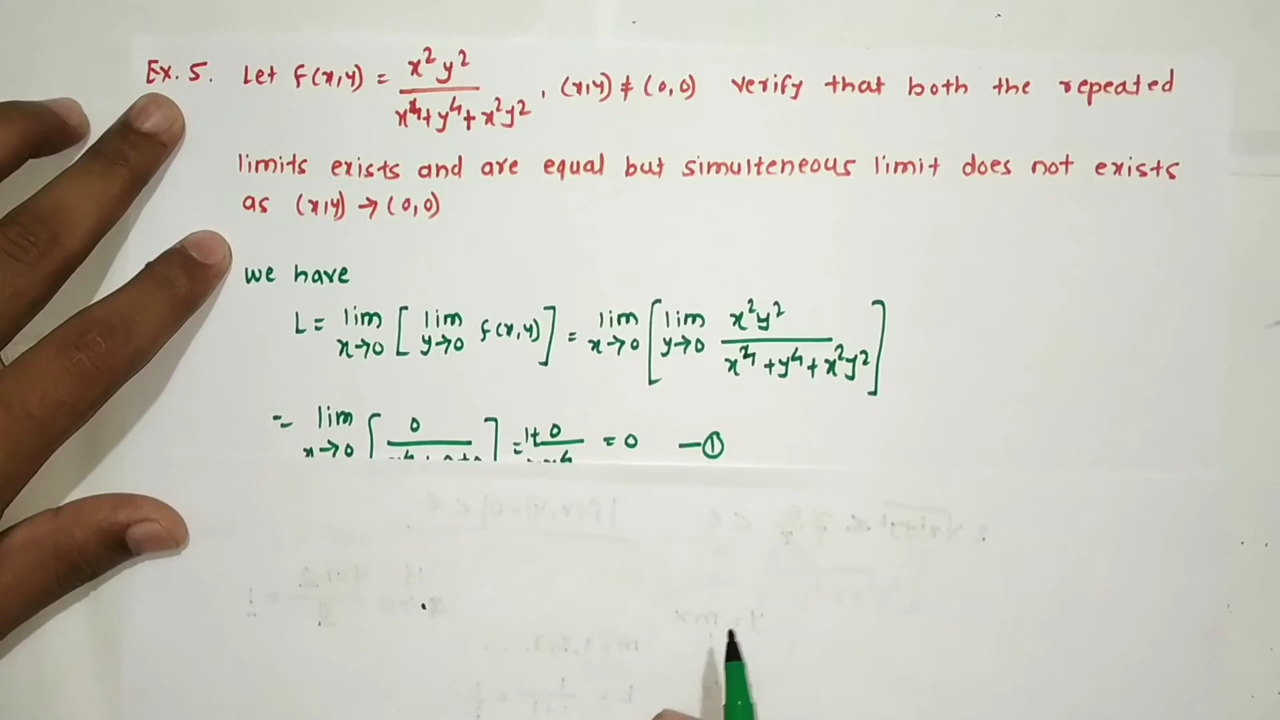 Ex. 5. Let f(x,y) = x²y² / x⁴+y⁴+x²y² , (x,y) ≠ (0,0) verify that both the repeated
limits exists and are equal but simulteneous limit does not exists
as (x,y) → (0,0)
we have
L = lim x→0 [ lim y→0 f(x,y) ] = lim x→0 [ lim y→0 x²y² / x⁴+y⁴+x²y² ]
= lim x→0 [ 0
= 0 —①